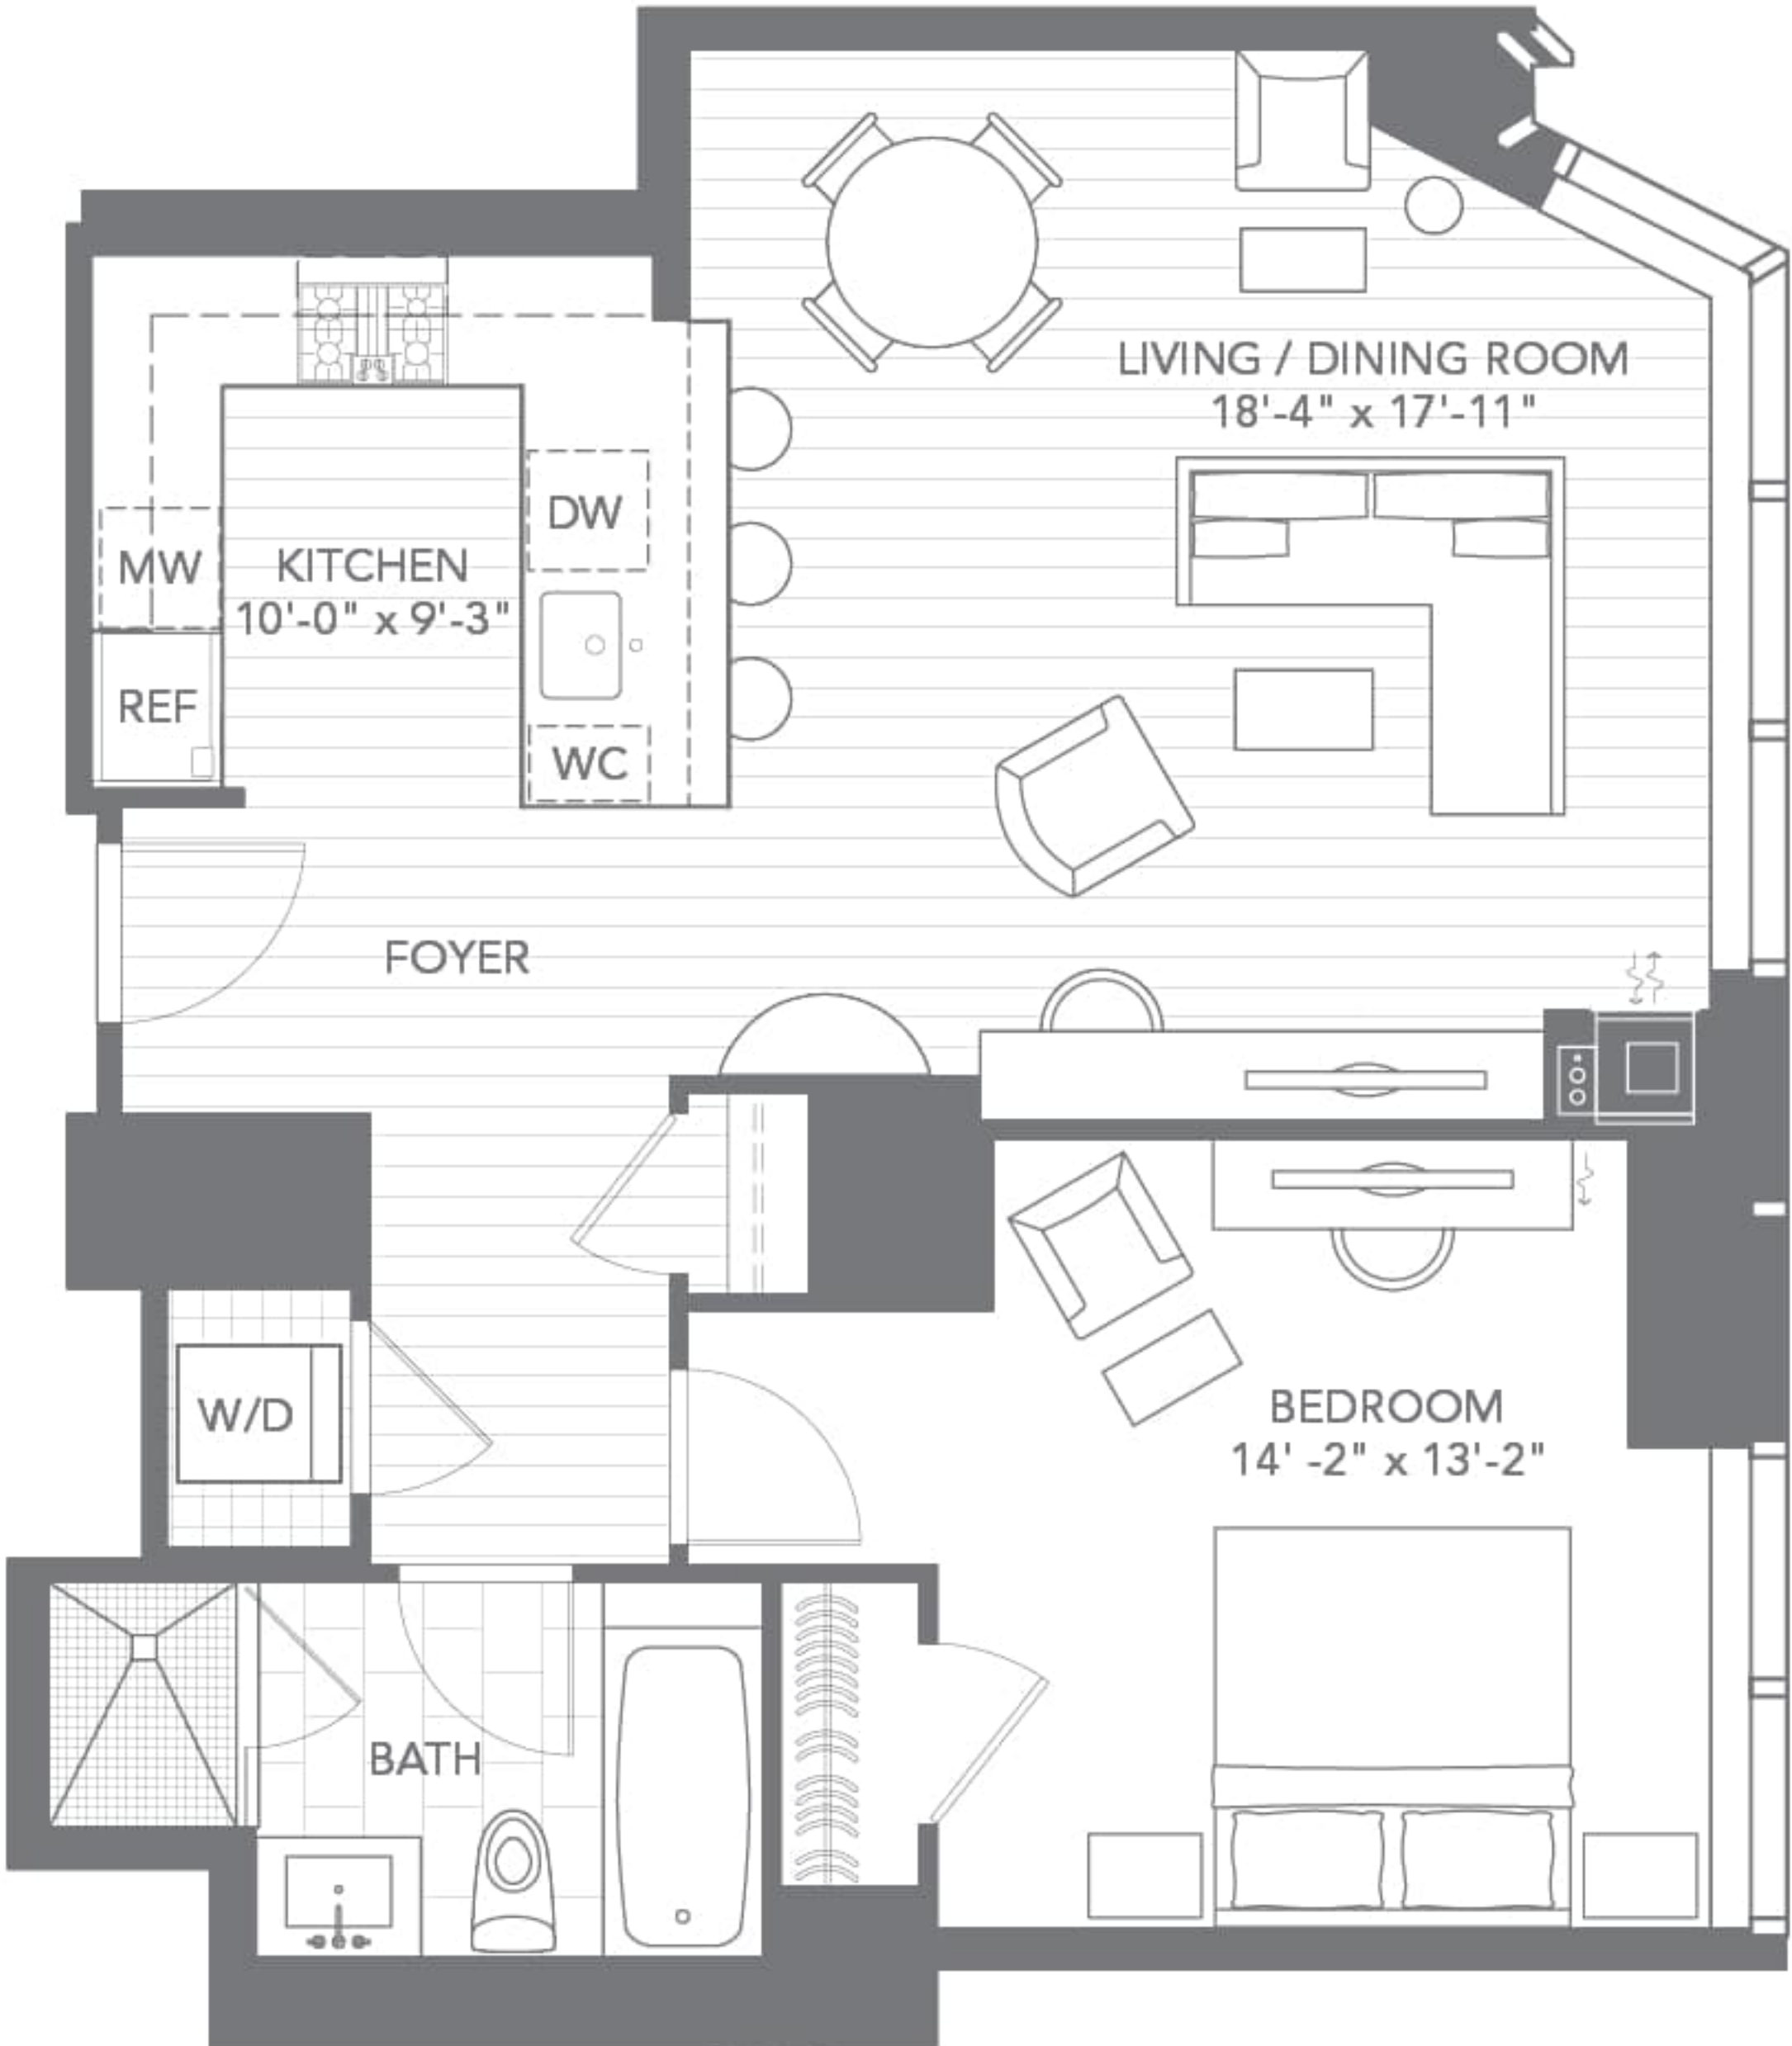 LIVING / DINING ROOM
18'-4" x 17'-11"
DW
MW
KITCHEN
10'-0" x 9'-3"
REF
WC
FOYER
W/D
BEDROOM
14' -2" x 13'-2"
BATH